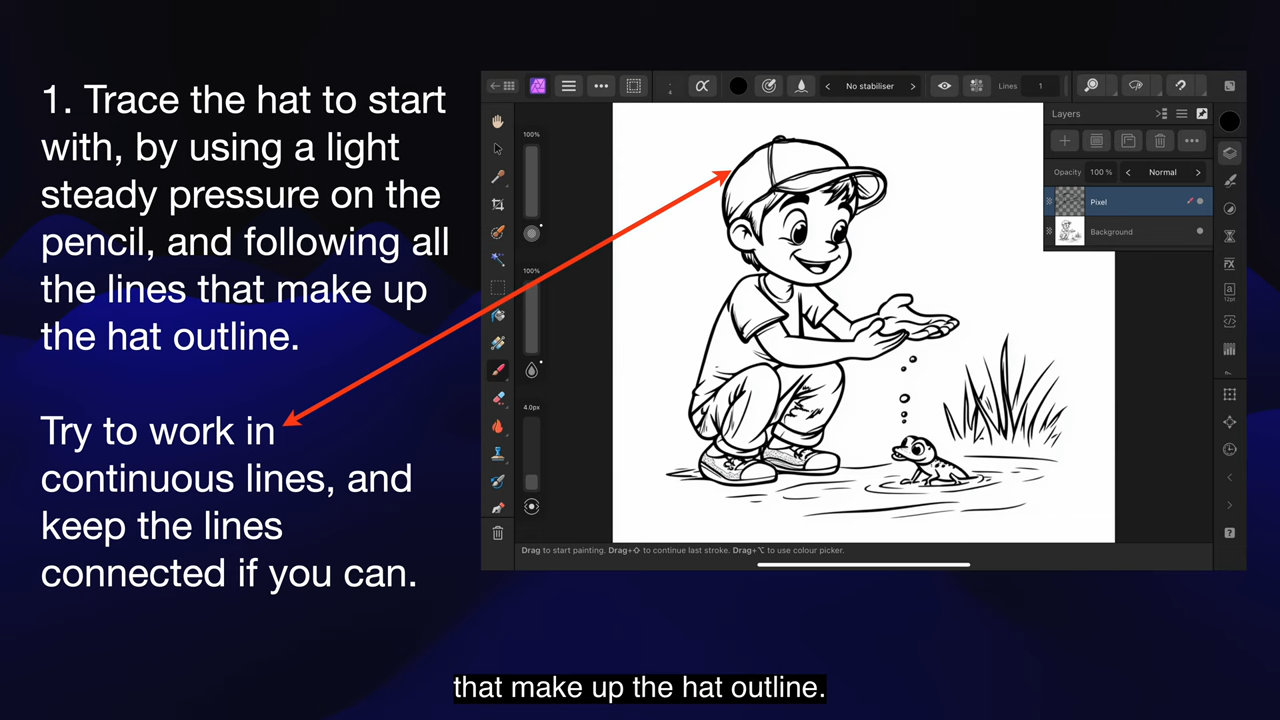 1. Trace the hat to start
with, by using a light
steady pressure on the
pencil, and following all
the lines that make up
the hat outline.
Try to work in
continuous lines, and
keep the lines
connected if you can.
No stabiliser
Lines 1
Layers
Opacity 100 % Normal
Pixel
Background
100%
100%
4.0px
FX
12pt
Drag to start painting. Drag+⇧ to continue last stroke. Drag+⌥ to use colour picker.
that make up the hat outline.